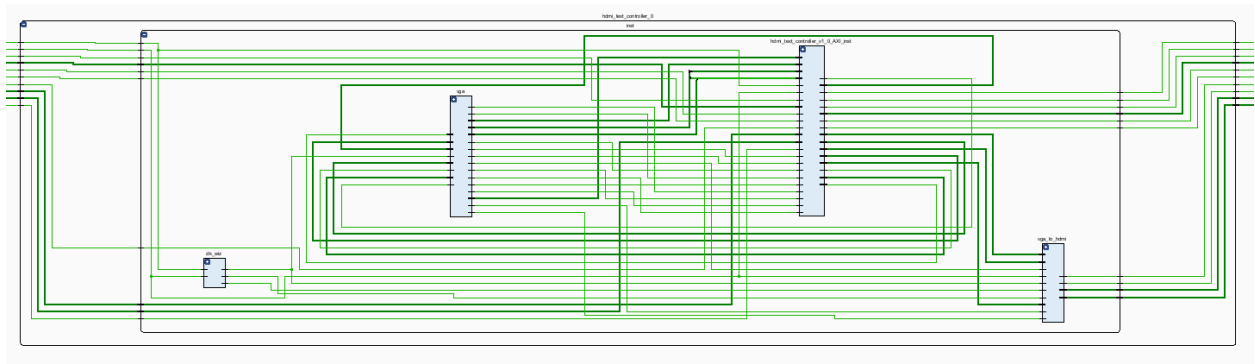 hdmi_text_controller_0
inst
hdmi_text_controller_v1_0_AXI_inst
vga
vga_to_hdmi
clk_wiz